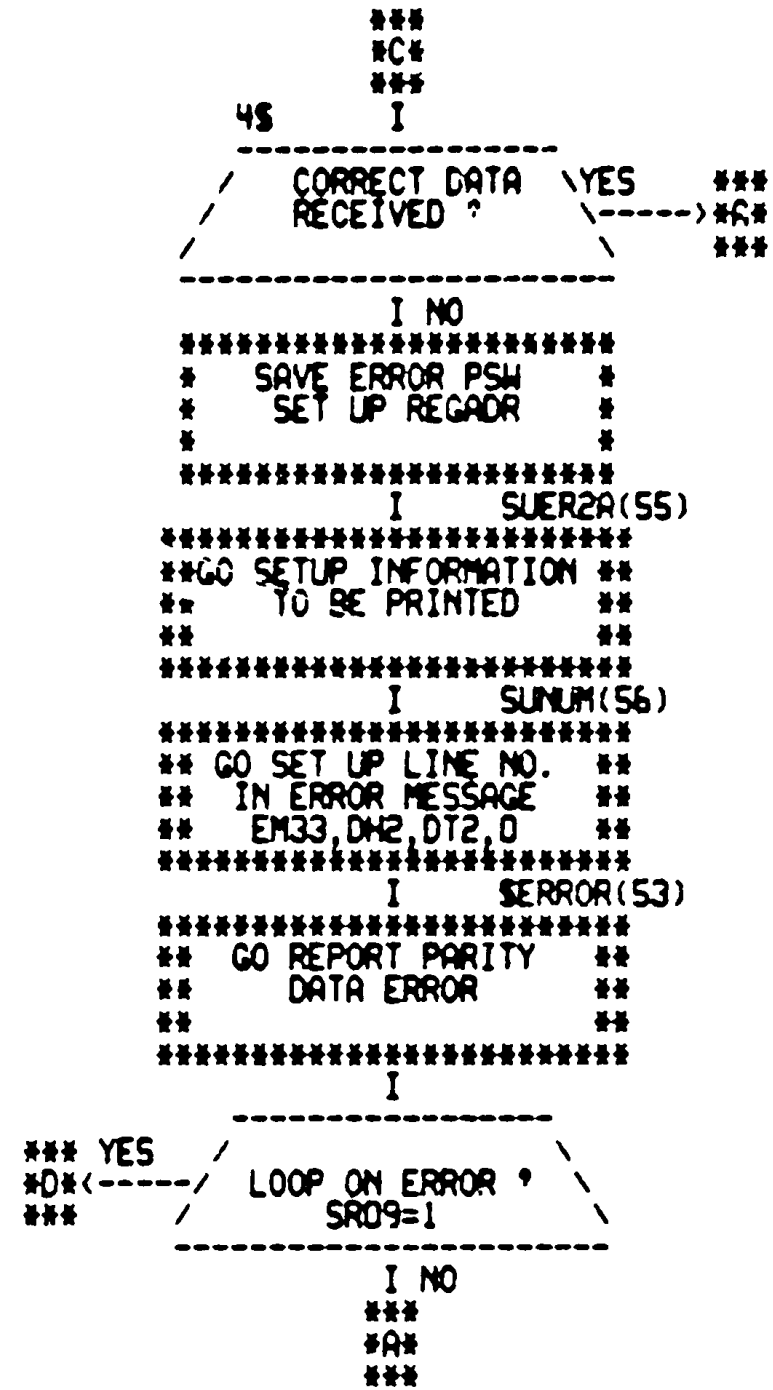 ***
*C*
***
4$ I
-----------------
/ CORRECT DATA \YES ***
/ RECEIVED ? \----->*A*
/ \ ***
-----------------------
I NO
***********************
* SAVE ERROR PSW *
* SET UP REGADR *
* *
***********************
I SUER2A(55)
*************************
**GO SETUP INFORMATION **
** TO BE PRINTED **
** **
*************************
I SUNUM(56)
*************************
** GO SET UP LINE NO. **
** IN ERROR MESSAGE **
** EM33,DH2,DT2,0 **
*************************
I $ERROR(53)
*************************
** GO REPORT PARITY **
** DATA ERROR **
** **
*************************
I
-----------------
*** YES / \
*D*<-----/ LOOP ON ERROR ? \
*** / SR09=1 \
-----------------------
I NO
***
*A*
***